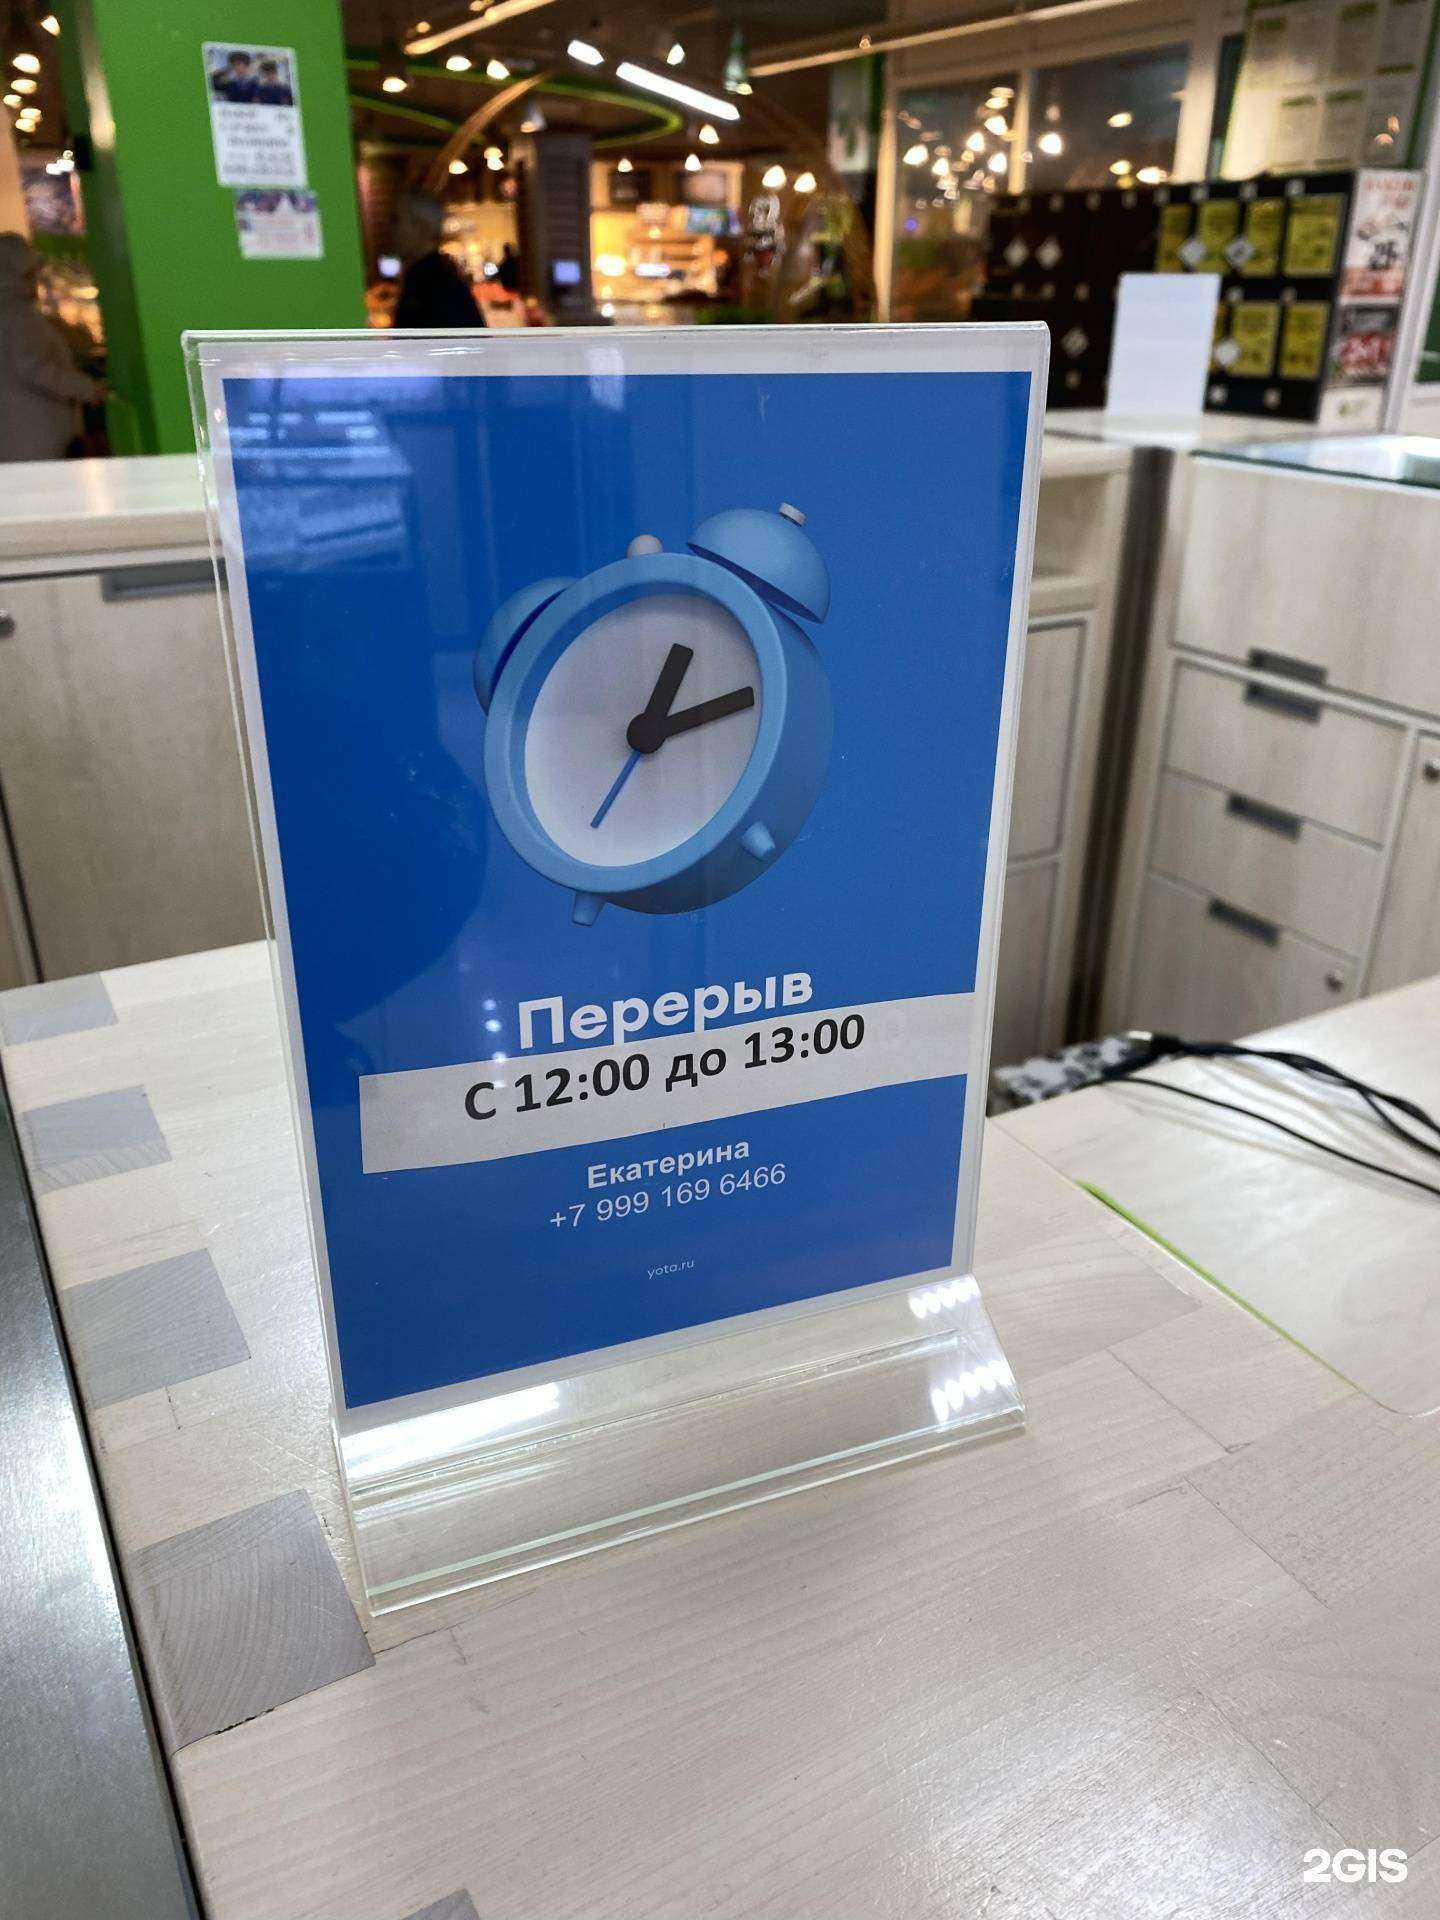 Перерыв
С 12:00 до 13:00
Екатерина
+7 999 169 6466
yota.ru
2GIS